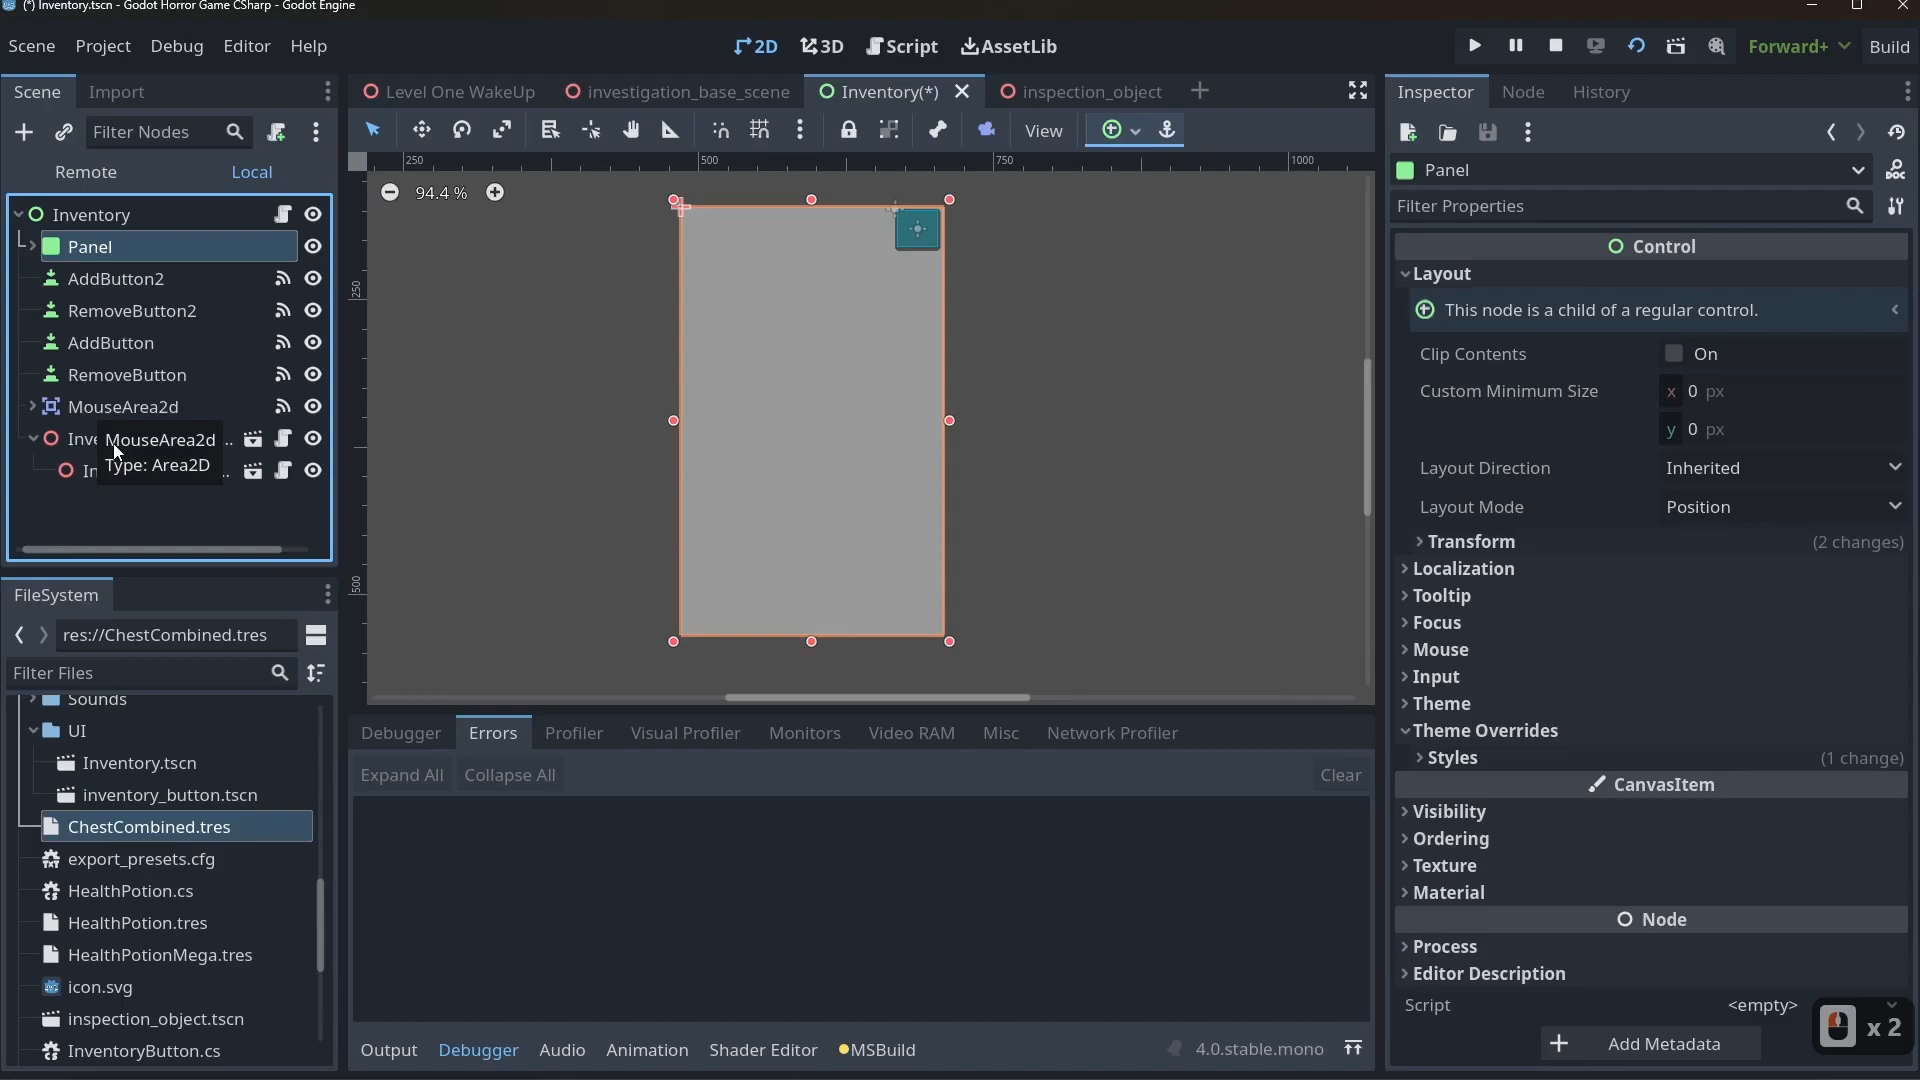 (*) Inventory.tscn - Godot Horror Game CSharp - Godot Engine
Scene Project Debug Editor Help
2D 3D Script AssetLib
Forward+ Build
Scene Import
Filter Nodes
Remote Local
Inventory
Panel
AddButton2
RemoveButton2
AddButton
RemoveButton
MouseArea2d
Inve ..
In ..
MouseArea2d
Type: Area2D
FileSystem
res://ChestCombined.tres
Filter Files
Sounds
UI
Inventory.tscn
inventory_button.tscn
ChestCombined.tres
export_presets.cfg
HealthPotion.cs
HealthPotion.tres
HealthPotionMega.tres
icon.svg
inspection_object.tscn
InventoryButton.cs
Level One WakeUp investigation_base_scene Inventory(*) inspection_object
View
250 500 750 1000
94.4 %
250
500
Debugger Errors Profiler Visual Profiler Monitors Video RAM Misc Network Profiler
Expand All Collapse All Clear
Output Debugger Audio Animation Shader Editor MSBuild 4.0.stable.mono
Inspector Node History
Panel
Filter Properties
Control
Layout
This node is a child of a regular control.
Clip Contents On
Custom Minimum Size x 0 px
y 0 px
Layout Direction Inherited
Layout Mode Position
Transform (2 changes)
Localization
Tooltip
Focus
Mouse
Input
Theme
Theme Overrides
Styles (1 change)
CanvasItem
Visibility
Ordering
Texture
Material
Node
Process
Editor Description
Script <empty>
Add Metadata
x 2